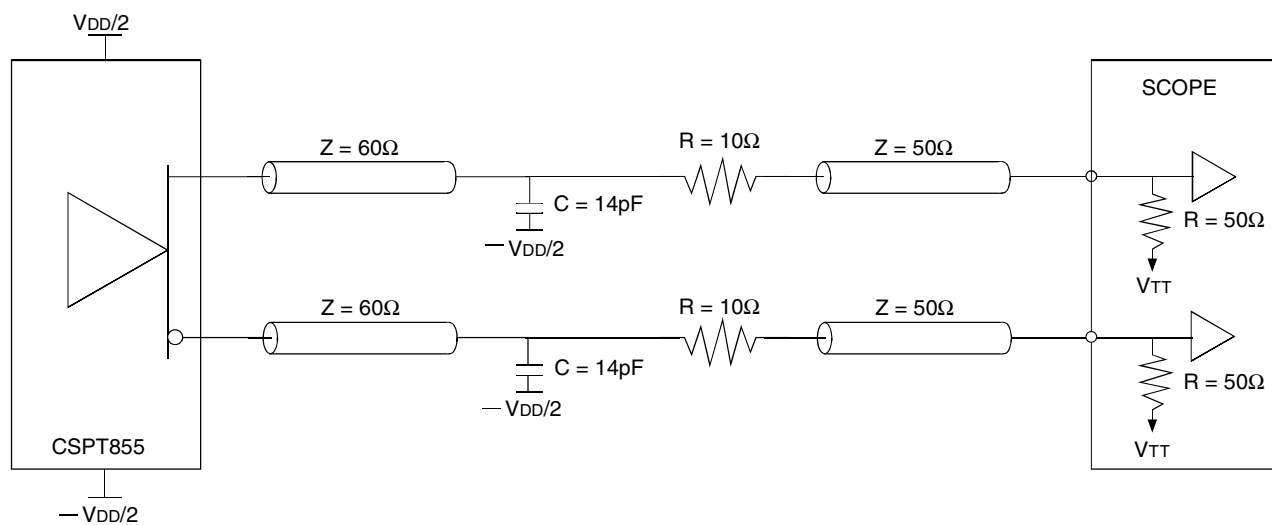 VDD/2
SCOPE
Z = 60Ω
R = 10Ω
Z = 50Ω
C = 14pF
—VDD/2
R = 50Ω
VTT
Z = 60Ω
R = 10Ω
Z = 50Ω
C = 14pF
—VDD/2
R = 50Ω
VTT
CSPT855
—VDD/2